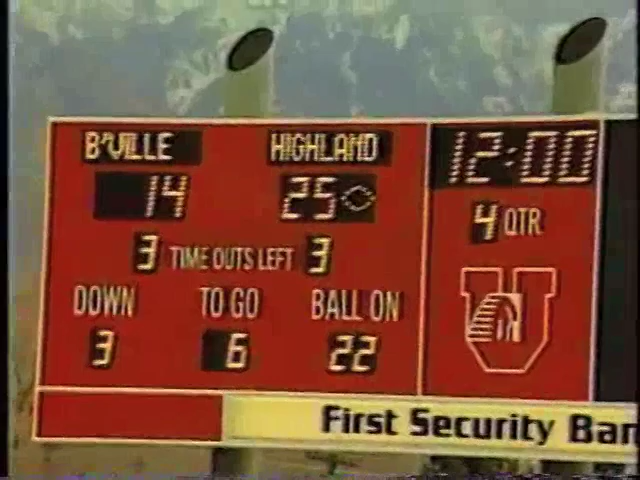 B'VILLE HIGHLAND 12:00
14 25
4 QTR
3 TIME OUTS LEFT 3
DOWN TO GO BALL ON
3 6 22
U
First Security Ban